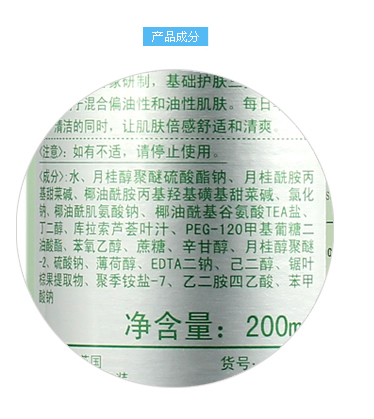 产品成分
家研制，基础护肤
混合偏油性和油性肌肤。每日
清洁的同时，让肌肤倍感舒适和清爽。
<注意>：如有不适，请停止使用。
<成分>:水、月桂醇聚醚硫酸酯钠、月桂酰胺丙
基甜菜碱、椰油酰胺丙基羟基磺基甜菜碱、氯化
钠、椰油酰肌氨酸钠、椰油酰基谷氨酸TEA盐、
丁二醇、库拉索芦荟叶汁、PEG-120甲基葡糖二
油酸酯、苯氧乙醇、蔗糖、辛甘醇、月桂醇聚醚
-2、硫酸钠、薄荷醇、EDTA二钠、己二醇、锯叶
棕果提取物、聚季铵盐-7、乙二胺四乙酸、苯甲
酸钠
净含量：200m
国
货号: